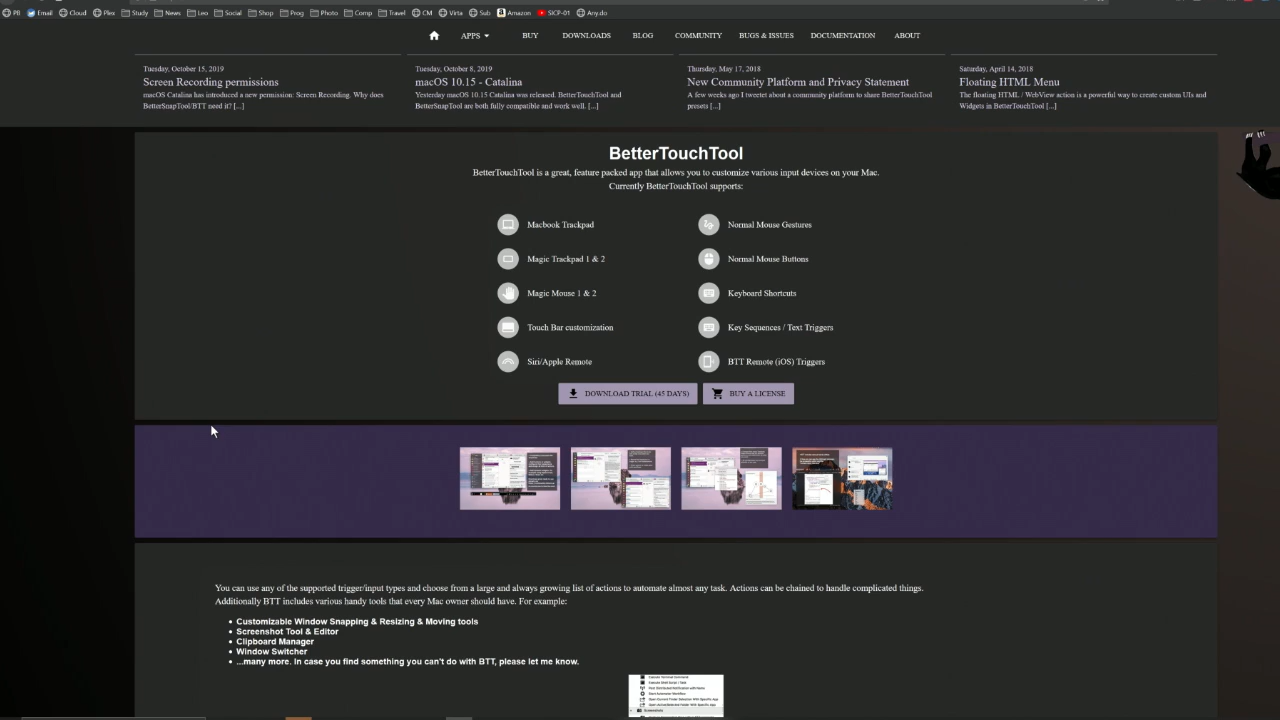 PB Email Cloud Plex Study News Leo Social Shop Prog Photo Comp Travel CM Virta Sub Amazon SICP-01 Any.do
APPS BUY DOWNLOADS BLOG COMMUNITY BUGS & ISSUES DOCUMENTATION ABOUT
Tuesday, October 15, 2019
Screen Recording permissions
macOS Catalina has introduced a new permission: Screen Recording. Why does
BetterSnapTool/BTT need it? [...]
Tuesday, October 8, 2019
macOS 10.15 - Catalina
Yesterday macOS 10.15 Catalina was released. BetterTouchTool and
BetterSnapTool are both fully compatible and work well. [...]
Thursday, May 17, 2018
New Community Platform and Privacy Statement
A few weeks ago I tweetet about a community platform to share BetterTouchTool
presets [...]
Saturday, April 14, 2018
Floating HTML Menu
The floating HTML / WebView action is a powerful way to create custom UIs and
Widgets in BetterTouchTool [...]
BetterTouchTool
BetterTouchTool is a great, feature packed app that allows you to customize various input devices on your Mac.
Currently BetterTouchTool supports:
Macbook Trackpad
Magic Trackpad 1 & 2
Magic Mouse 1 & 2
Touch Bar customization
Siri/Apple Remote
Normal Mouse Gestures
Normal Mouse Buttons
Keyboard Shortcuts
Key Sequences / Text Triggers
BTT Remote (iOS) Triggers
DOWNLOAD TRIAL (45 DAYS) BUY A LICENSE
You can use any of the supported trigger/input types and choose from a large and always growing list of actions to automate almost any task. Actions can be chained to handle complicated things.
Additionally BTT includes various handy tools that every Mac owner should have. For example:
Customizable Window Snapping & Resizing & Moving tools
Screenshot Tool & Editor
Clipboard Manager
Window Switcher
...many more. In case you find something you can't do with BTT, please let me know.
Execute Terminal Command
Screenshots